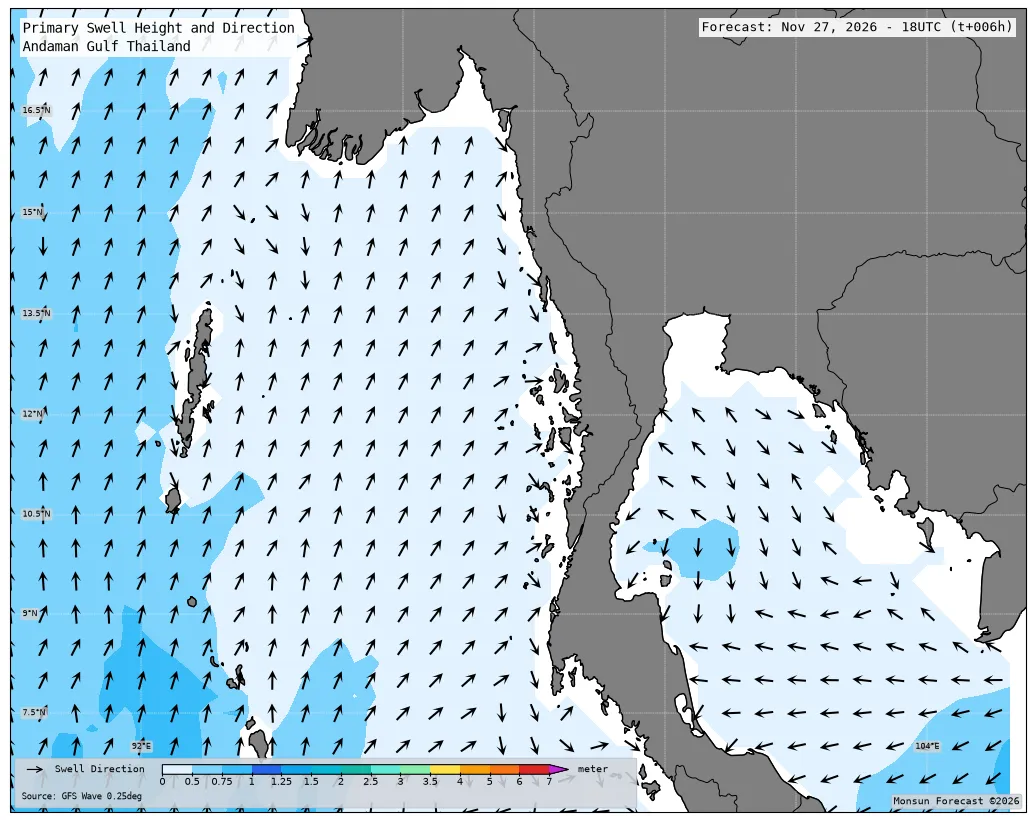 Primary Swell Height and Direction
Andaman Gulf Thailand
Forecast: Nov 27, 2026 - 18UTC (t+006h)
16.5°N
15°N
13.5°N
12°N
10.5°N
9°N
7.5°N
92°E
104°E
Swell Direction
meter
0 0.5 0.75 1 1.25 1.5 2 2.5 3 3.5 4 5 6 7
Source: GFS Wave 0.25deg
Monsun Forecast ©2026